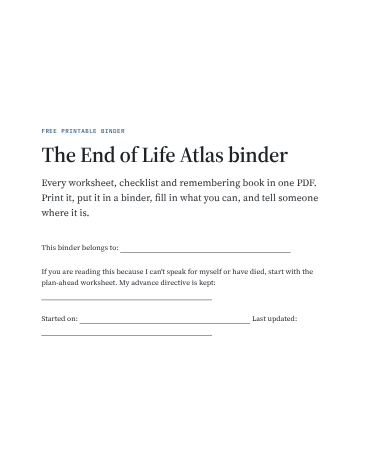 FREE PRINTABLE BINDER
The End of Life Atlas binder
Every worksheet, checklist and remembering book in one PDF.
Print it, put it in a binder, fill in what you can, and tell someone
where it is.
This binder belongs to:
If you are reading this because I can't speak for myself or have died, start with the
plan-ahead worksheet. My advance directive is kept:
Started on: Last updated: